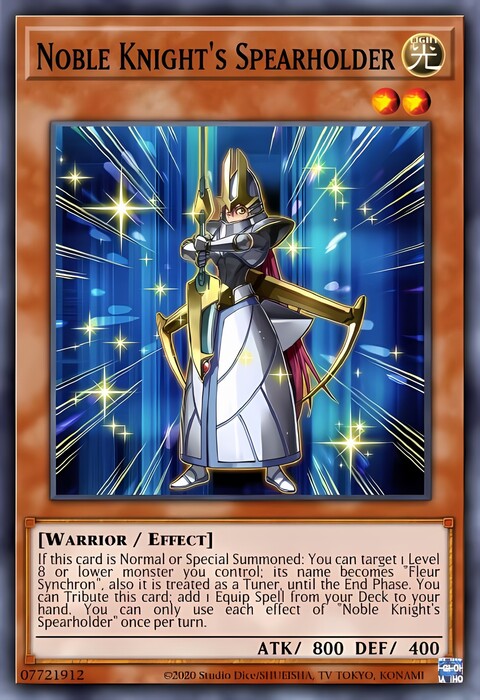 Noble Knight's Spearholder
LIGHT
光
[Warrior / Effect]
If this card is Normal or Special Summoned: You can target 1 Level
8 or lower monster you control; its name becomes "Fleur
Synchron", also it is treated as a Tuner, until the End Phase. You
can Tribute this card; add 1 Equip Spell from your Deck to your
hand. You can only use each effect of "Noble Knight's
Spearholder" once per turn.
ATK/ 800 DEF/ 400
07721912
©2020 Studio Dice/SHUEISHA, TV TOKYO, KONAMI